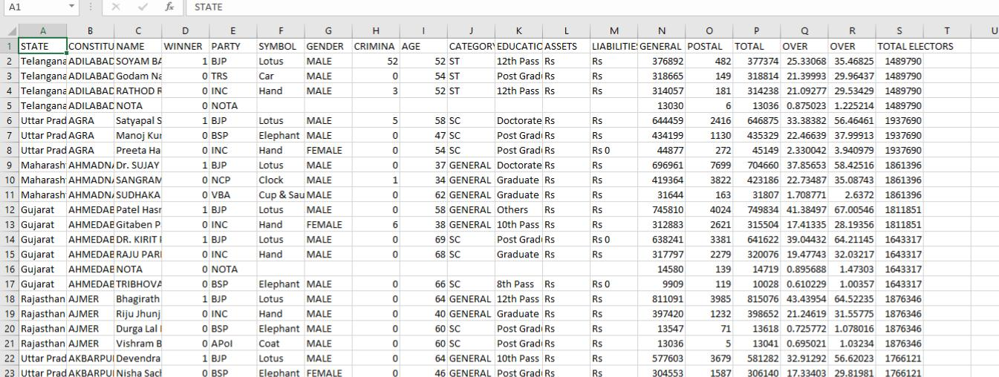 A1 fx STATE
A B C D E F G H I J K L M N O P Q R S T U
1 STATE CONSTITU NAME WINNER PARTY SYMBOL GENDER CRIMINA AGE CATEGORY EDUCATIO ASSETS LIABILITIE GENERAL POSTAL TOTAL OVER OVER TOTAL ELECTORS
2 Telangana ADILABAD SOYAM BA 1 BJP Lotus MALE 52 52 ST 12th Pass Rs Rs 376892 482 377374 25.33068 35.46825 1489790
3 Telangana ADILABAD Godam Na 0 TRS Car MALE 0 54 ST Post Grad Rs Rs 318665 149 318814 21.39993 29.96437 1489790
4 Telangana ADILABAD RATHOD R 0 INC Hand MALE 3 52 ST 12th Pass Rs Rs 314057 181 314238 21.09277 29.53429 1489790
5 Telangana ADILABAD NOTA 0 NOTA 13030 6 13036 0.875023 1.225214 1489790
6 Uttar Prad AGRA Satyapal S 1 BJP Lotus MALE 5 58 SC Doctorate Rs Rs 644459 2416 646875 33.38382 56.46461 1937690
7 Uttar Prad AGRA Manoj Kur 0 BSP Elephant MALE 0 47 SC Post Grad Rs Rs 434199 1130 435329 22.46639 37.99913 1937690
8 Uttar Prad AGRA Preeta Ha 0 INC Hand FEMALE 0 54 SC Post Grad Rs Rs 0 44877 272 45149 2.330042 3.940979 1937690
9 Maharash AHMADNA Dr. SUJAY 1 BJP Lotus MALE 0 37 GENERAL Doctorate Rs Rs 696961 7699 704660 37.85653 58.42516 1861396
10 Maharash AHMADNA SANGRAM 0 NCP Clock MALE 1 34 GENERAL Graduate Rs Rs 419364 3822 423186 22.73487 35.08743 1861396
11 Maharash AHMADNA SUDHAKA 0 VBA Cup & Sau MALE 0 62 GENERAL Graduate Rs Rs 31644 163 31807 1.708771 2.6372 1861396
12 Gujarat AHMEDAB Patel Hasr 1 BJP Lotus MALE 0 58 GENERAL Others Rs Rs 745810 4024 749834 41.38497 67.00546 1811851
13 Gujarat AHMEDAB Gitaben P 0 INC Hand FEMALE 6 38 GENERAL 10th Pass Rs Rs 312883 2621 315504 17.41335 28.19356 1811851
14 Gujarat AHMEDAB DR. KIRIT 1 BJP Lotus MALE 0 69 SC Post Grad Rs Rs 0 638241 3381 641622 39.04432 64.21145 1643317
15 Gujarat AHMEDAB RAJU PAR 0 INC Hand MALE 0 68 SC Graduate Rs Rs 317797 2279 320076 19.47743 32.03217 1643317
16 Gujarat AHMEDAB NOTA 0 NOTA 14580 139 14719 0.895688 1.47303 1643317
17 Gujarat AHMEDAB TRIBHOVA 0 BSP Elephant MALE 0 66 SC 8th Pass Rs Rs 0 9909 119 10028 0.610229 1.00357 1643317
18 Rajasthan AJMER Bhagirath 1 BJP Lotus MALE 0 64 GENERAL 12th Pass Rs Rs 811091 3985 815076 43.43954 64.52235 1876346
19 Rajasthan AJMER Riju Jhunj 0 INC Hand MALE 0 40 GENERAL Graduate Rs Rs 397420 1232 398652 21.24619 31.55775 1876346
20 Rajasthan AJMER Durga Lal 0 BSP Elephant MALE 0 60 SC Post Grad Rs Rs 13547 71 13618 0.725772 1.078016 1876346
21 Rajasthan AJMER Vishram B 0 APoI Coat MALE 0 60 SC Post Grad Rs Rs 13036 5 13041 0.695021 1.03234 1876346
22 Uttar Prad AKBARPU Devendra 1 BJP Lotus MALE 0 64 GENERAL 10th Pass Rs Rs 577603 3679 581282 32.91292 56.62023 1766121
23 Uttar Prad AKBARPU Nisha Sach 0 BSP Elephant FEMALE 0 46 GENERAL Post Grad Rs Rs 304553 1587 306140 17.33403 29.81981 1766121